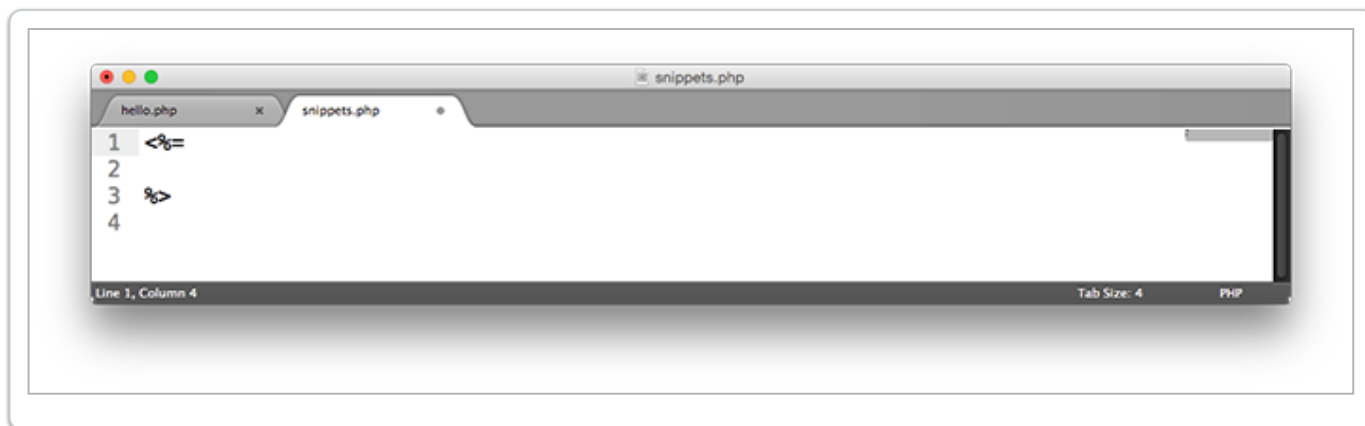 snippets.php
hello.php × snippets.php
1 <%=
2
3 %>
4
Line 1, Column 4 Tab Size: 4 PHP